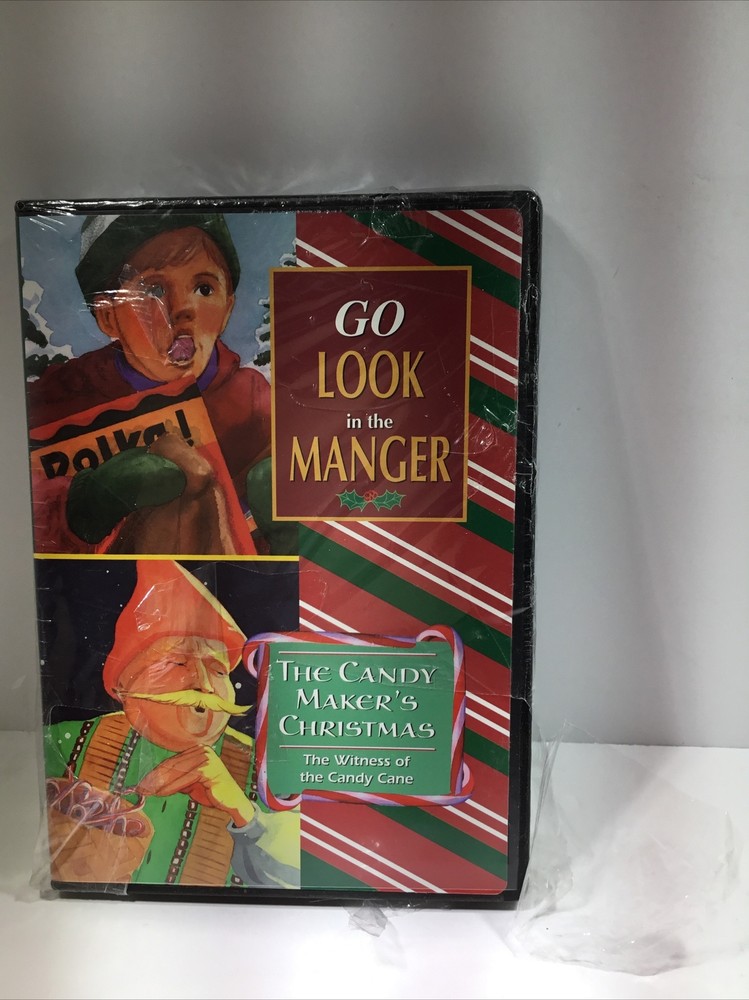 GO
LOOK
in the
MANGER
Polka!
THE CANDY
MAKER'S
CHRISTMAS
The Witness of
the Candy Cane